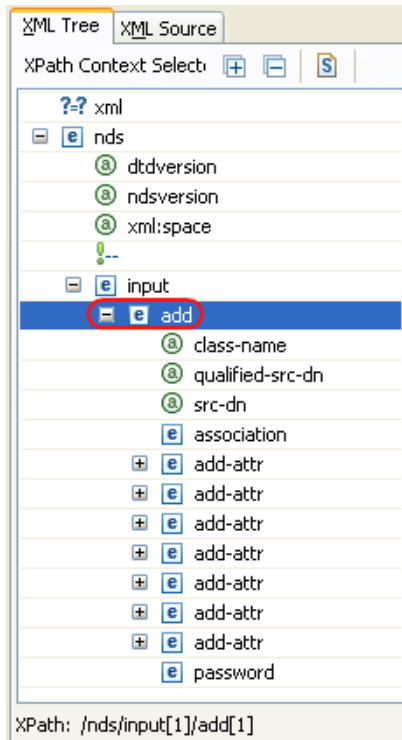 XML Tree XML Source
XPath Context Select
?=? xml
e nds
a dtdversion
a ndsversion
a xml:space
!--
e input
e add
a class-name
a qualified-src-dn
a src-dn
e association
e add-attr
e add-attr
e add-attr
e add-attr
e add-attr
e add-attr
e add-attr
e password
XPath: /nds/input[1]/add[1]